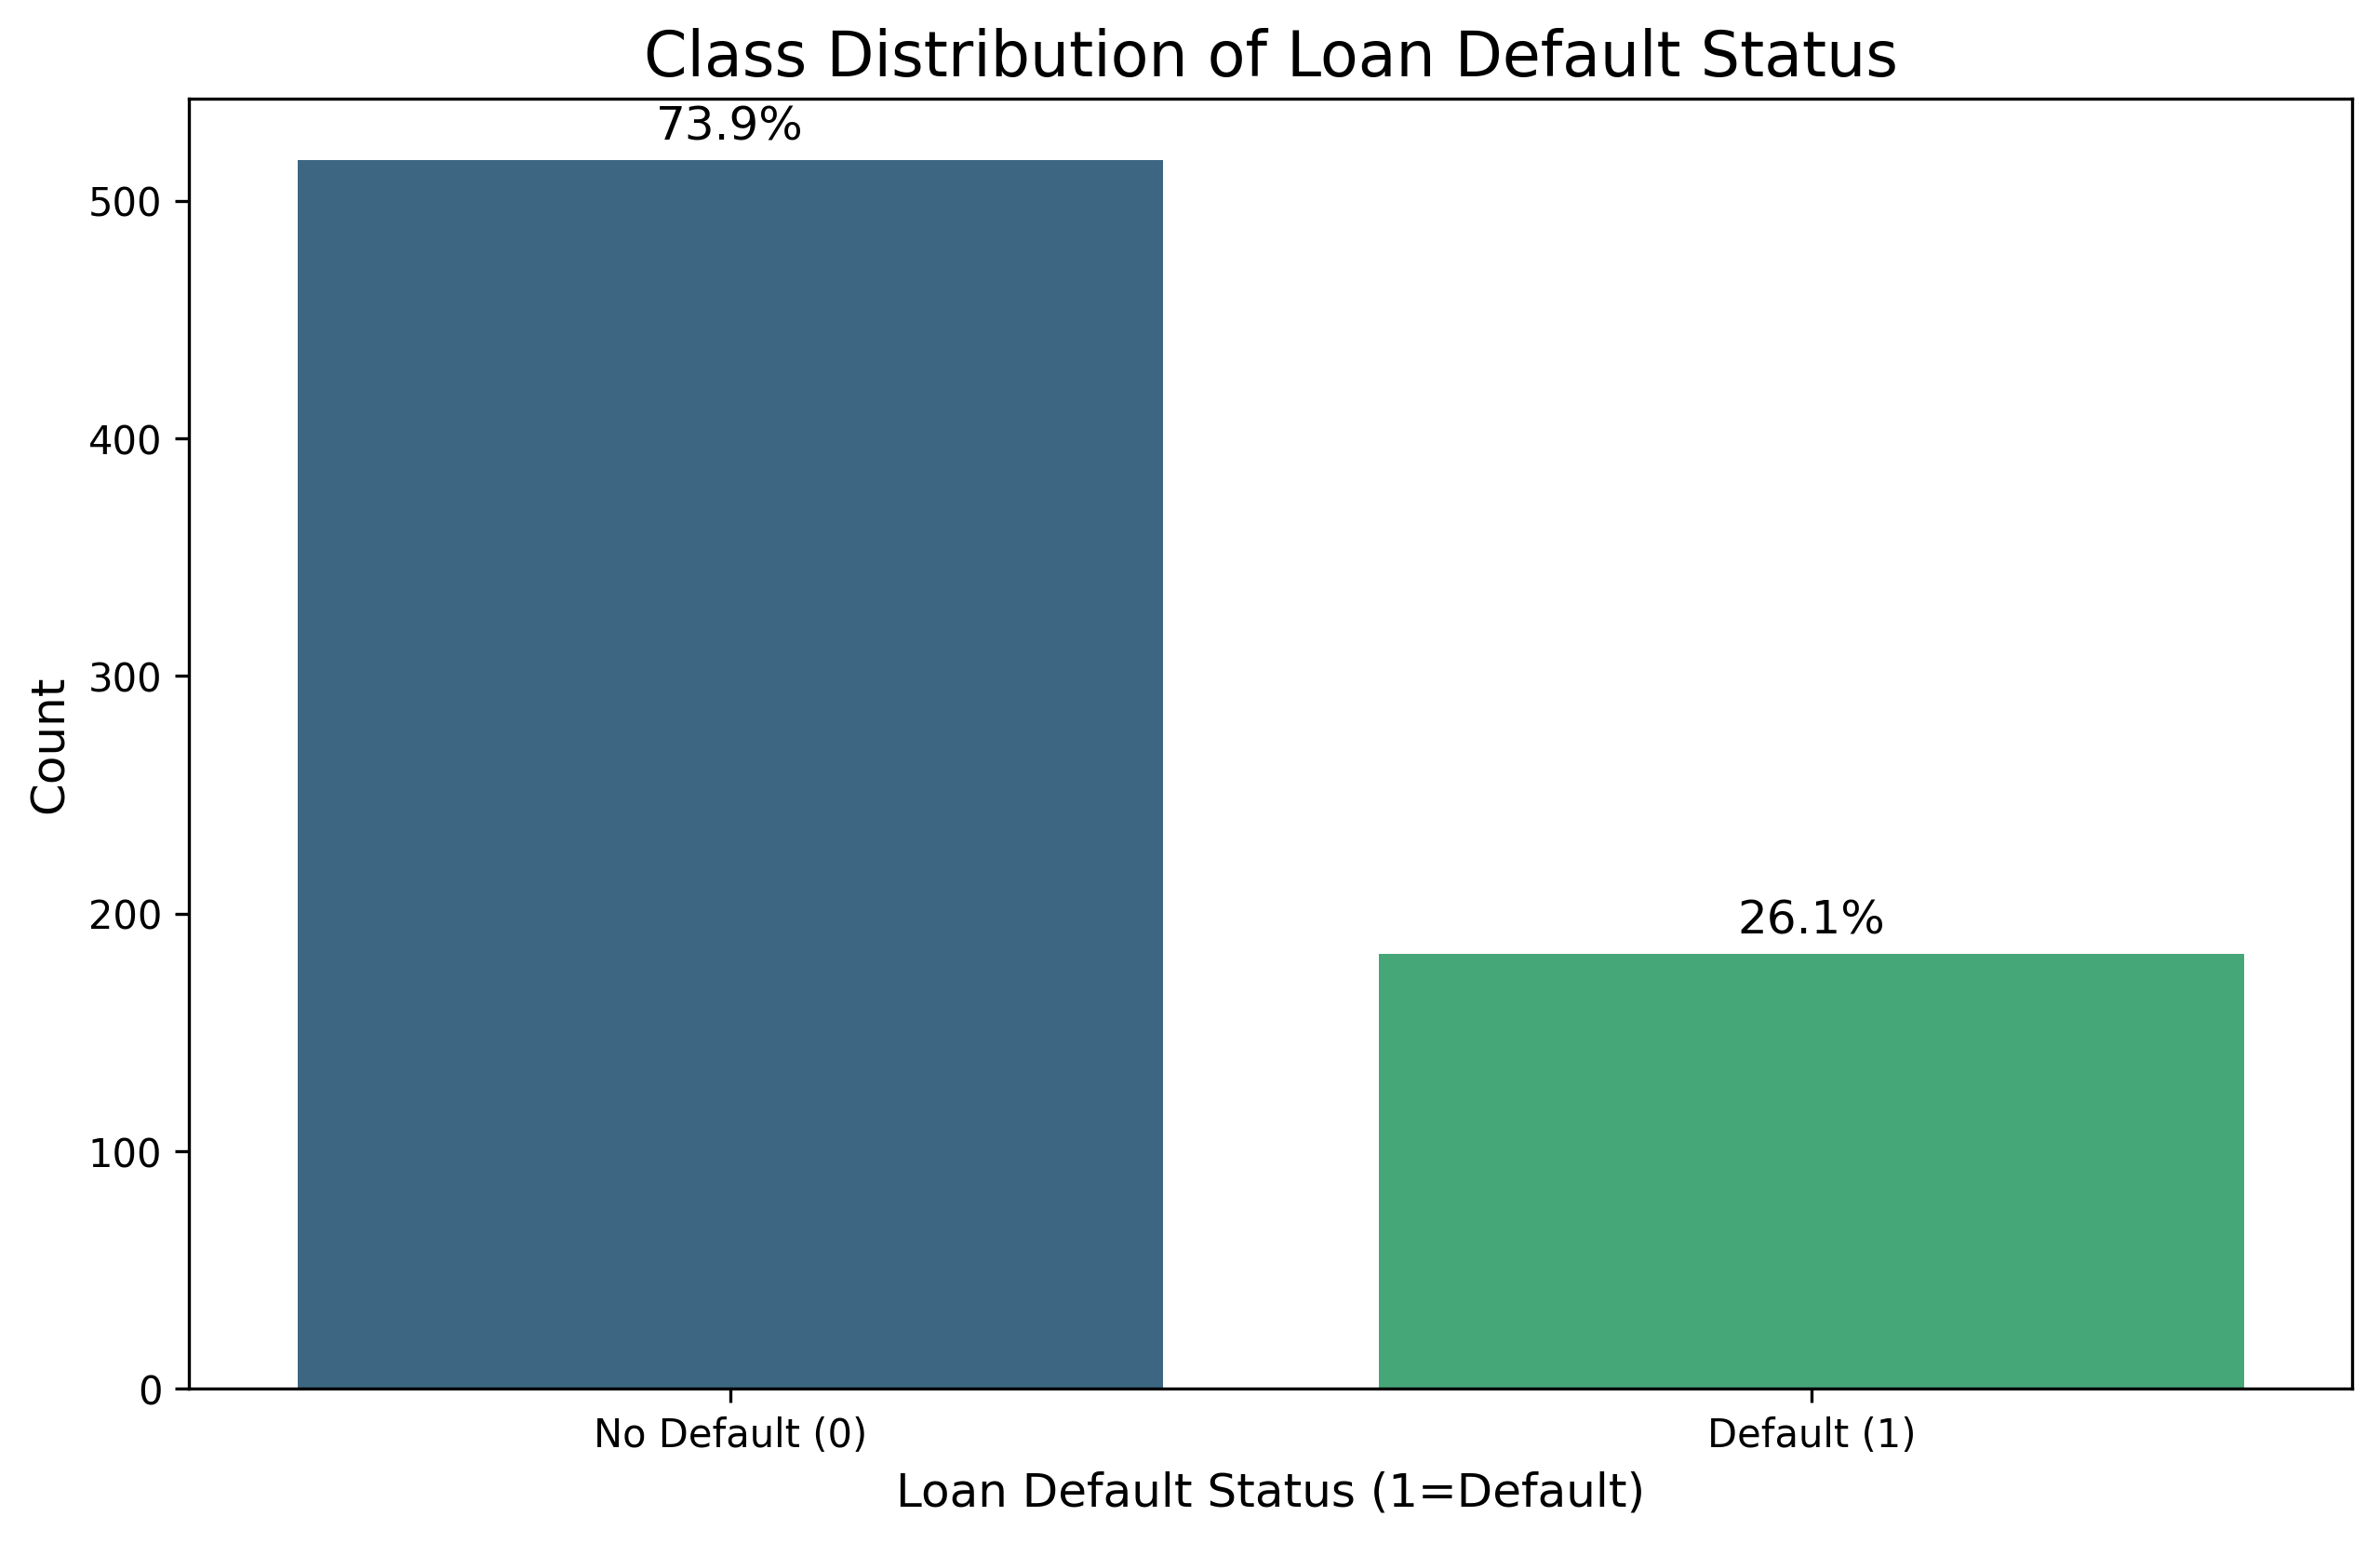 Class Distribution of Loan Default Status
73.9%
500
400
300
200
100
0
Count
26.1%
No Default (0)
Default (1)
Loan Default Status (1=Default)